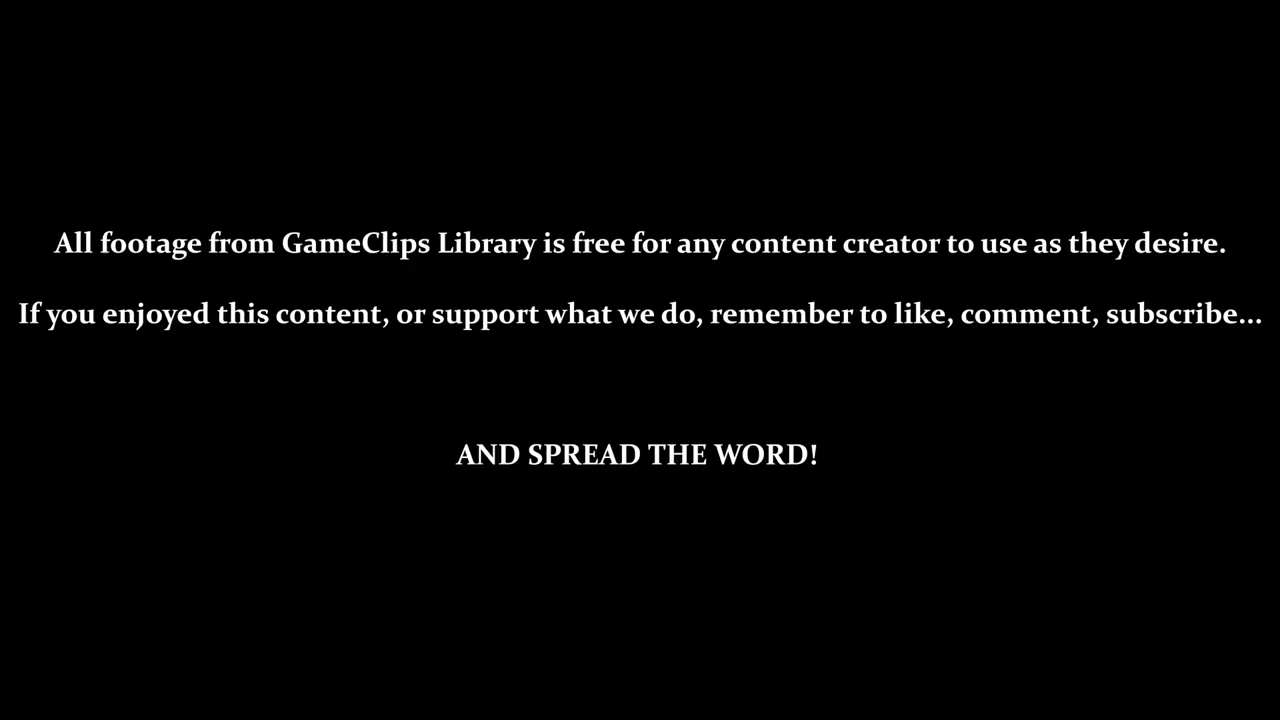 All footage from GameClips Library is free for any content creator to use as they desire.
If you enjoyed this content, or support what we do, remember to like, comment, subscribe...
AND SPREAD THE WORD!